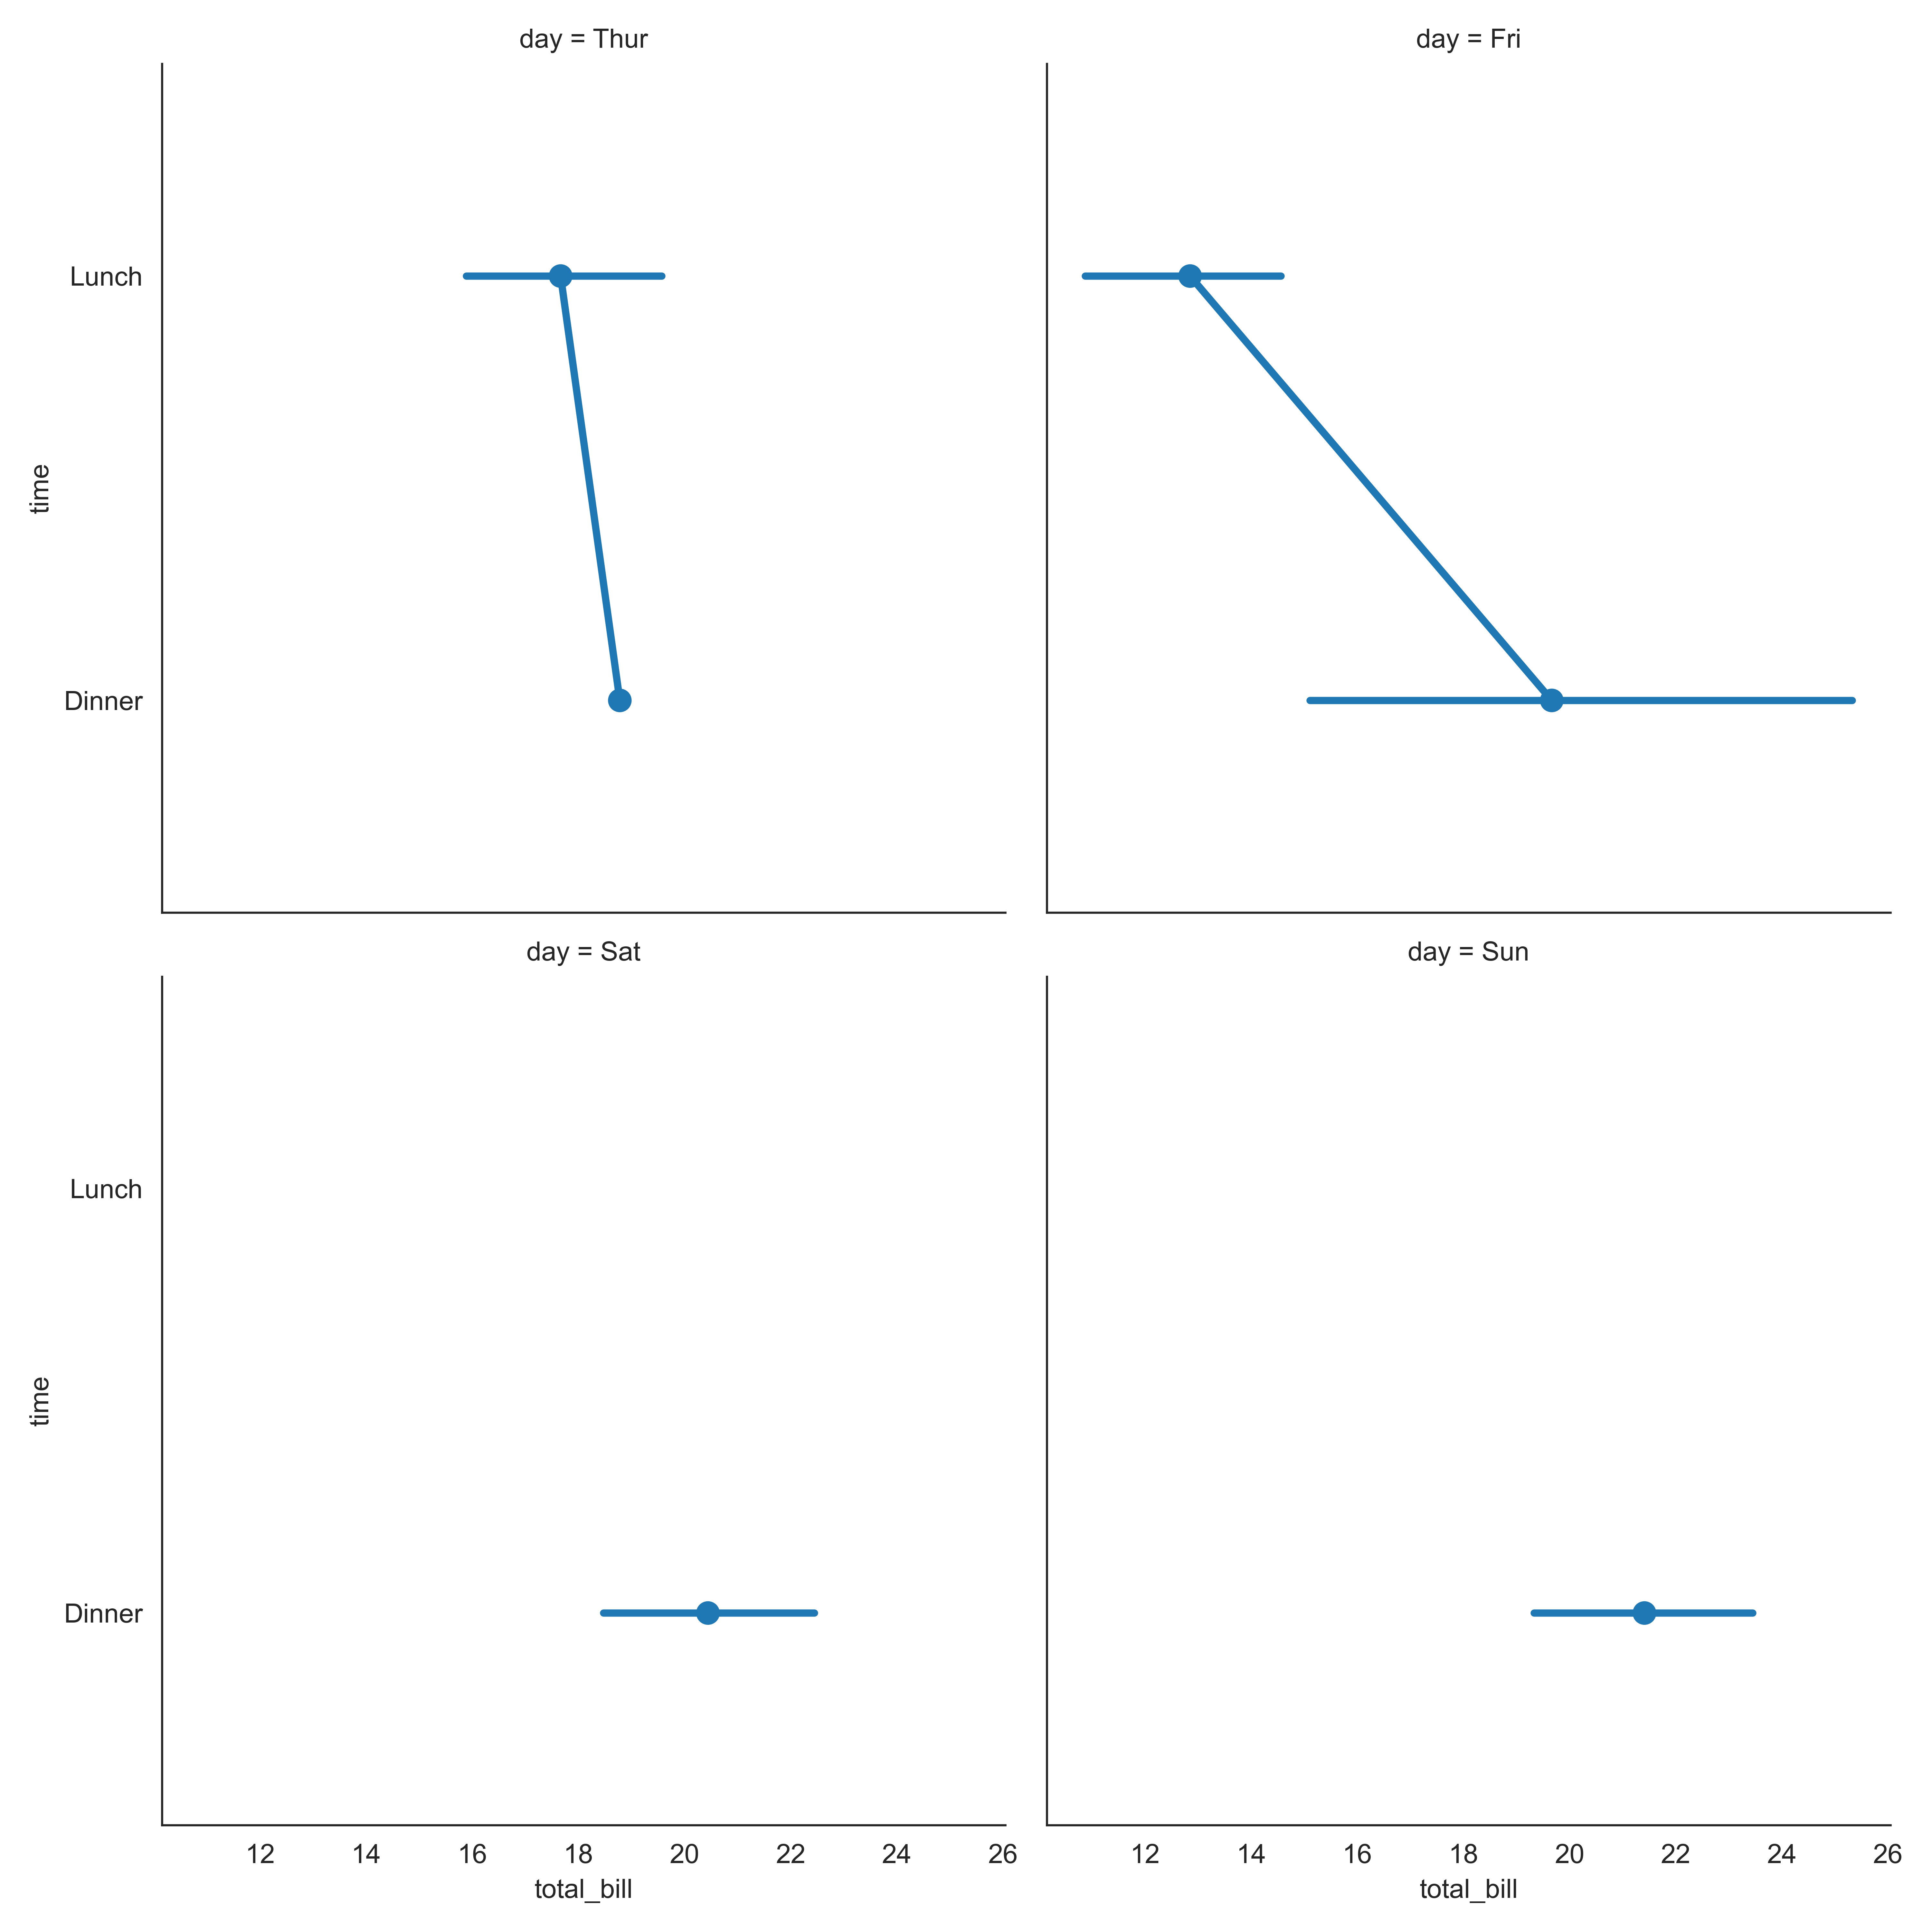 day = Thur
day = Fri
time
Lunch
Dinner
day = Sat
day = Sun
time
Lunch
Dinner
12 14 16 18 20 22 24 26
12 14 16 18 20 22 24 26
total_bill
total_bill